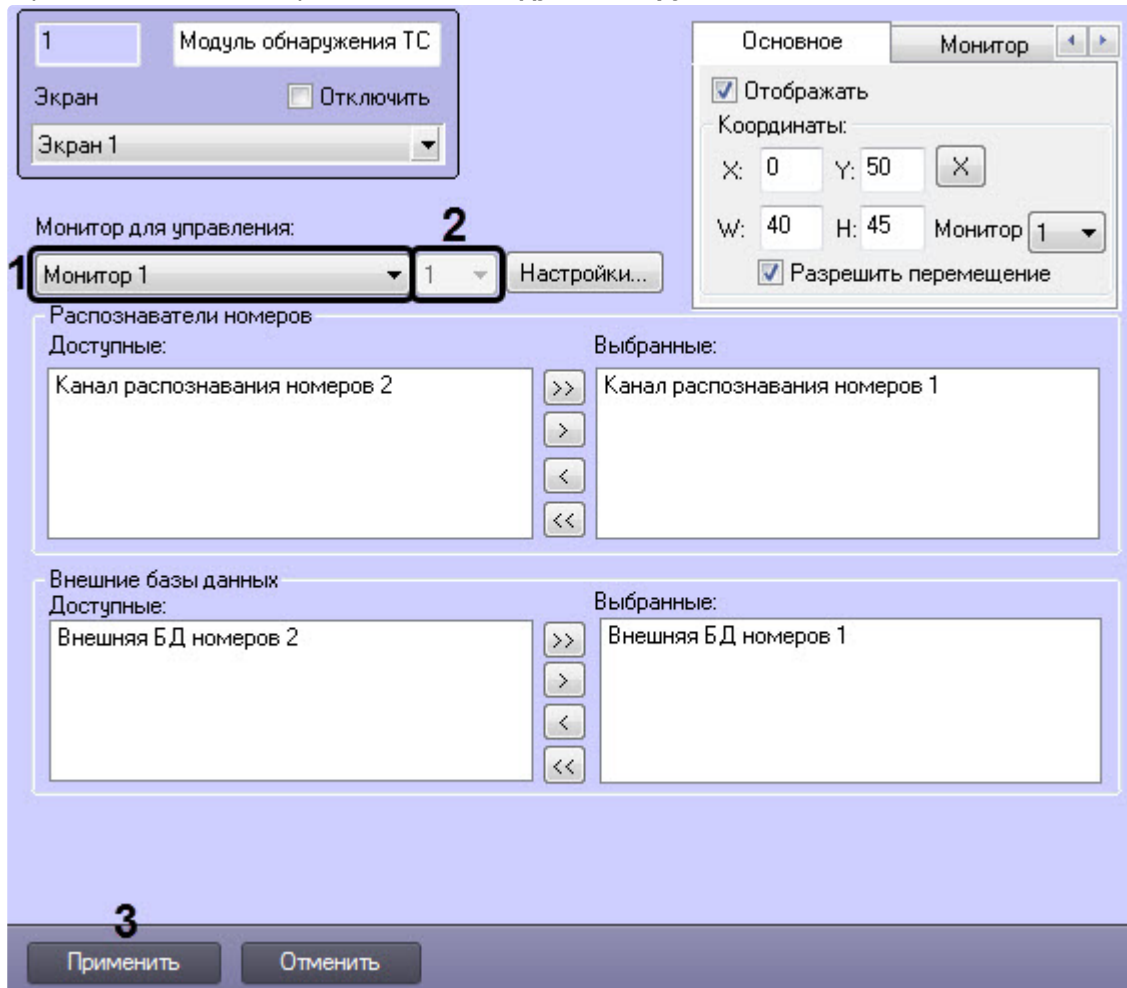 1 Модуль обнаружения ТС
Экран Отключить
Экран 1
Основное Монитор
Отображать
Координаты:
X: 0 Y: 50 X
W: 40 H: 45 Монитор 1
Разрешить перемещение
Монитор для управления: 2
1 Монитор 1 1 Настройки...
Распознаватели номеров
Доступные: Выбранные:
Канал распознавания номеров 2 >> Канал распознавания номеров 1
>
<
<<
Внешние базы данных
Доступные: Выбранные:
Внешняя БД номеров 2 >> Внешняя БД номеров 1
>
<
<<
3
Применить Отменить